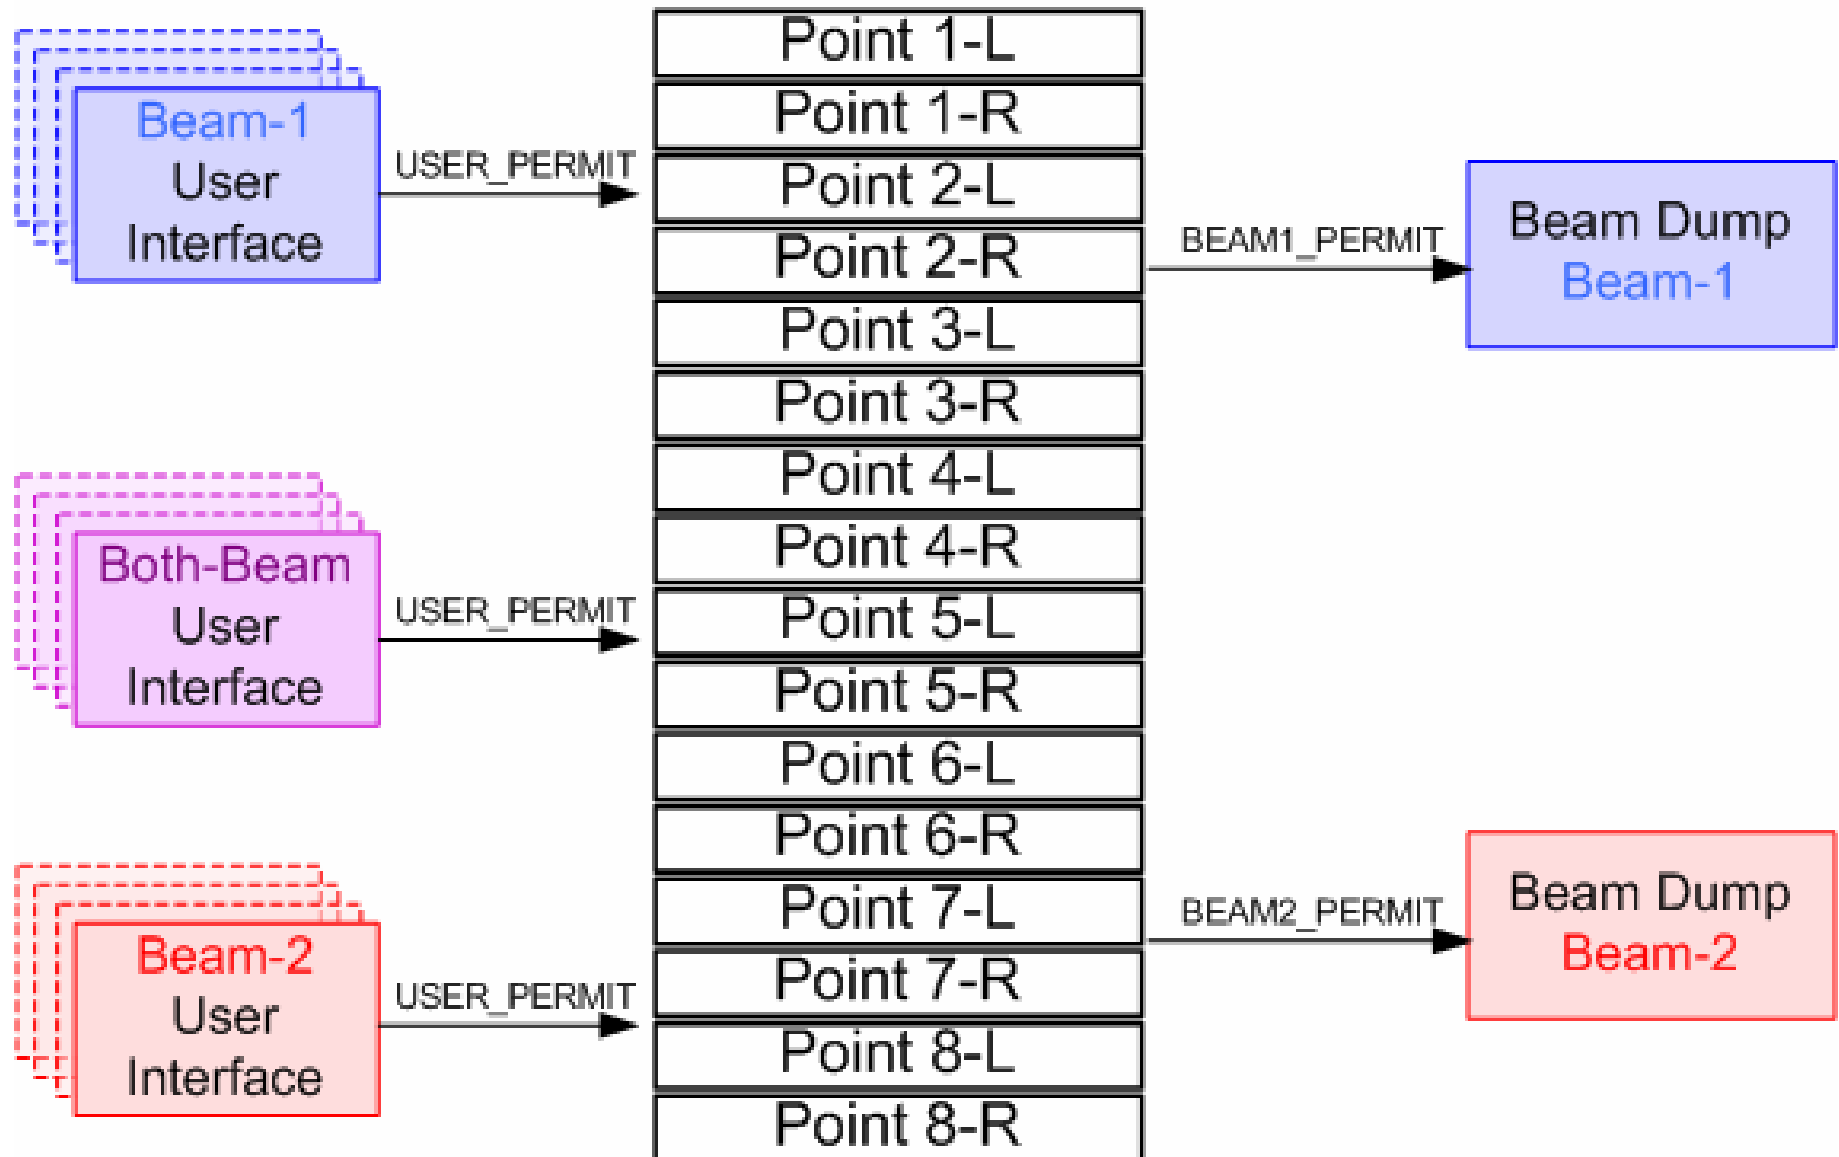 Beam-1
User
Interface
USER_PERMIT
Both-Beam
User
Interface
USER_PERMIT
Beam-2
User
Interface
USER_PERMIT
Point 1-L
Point 1-R
Point 2-L
Point 2-R
Point 3-L
Point 3-R
Point 4-L
Point 4-R
Point 5-L
Point 5-R
Point 6-L
Point 6-R
Point 7-L
Point 7-R
Point 8-L
Point 8-R
BEAM1_PERMIT
Beam Dump
Beam-1
BEAM2_PERMIT
Beam Dump
Beam-2